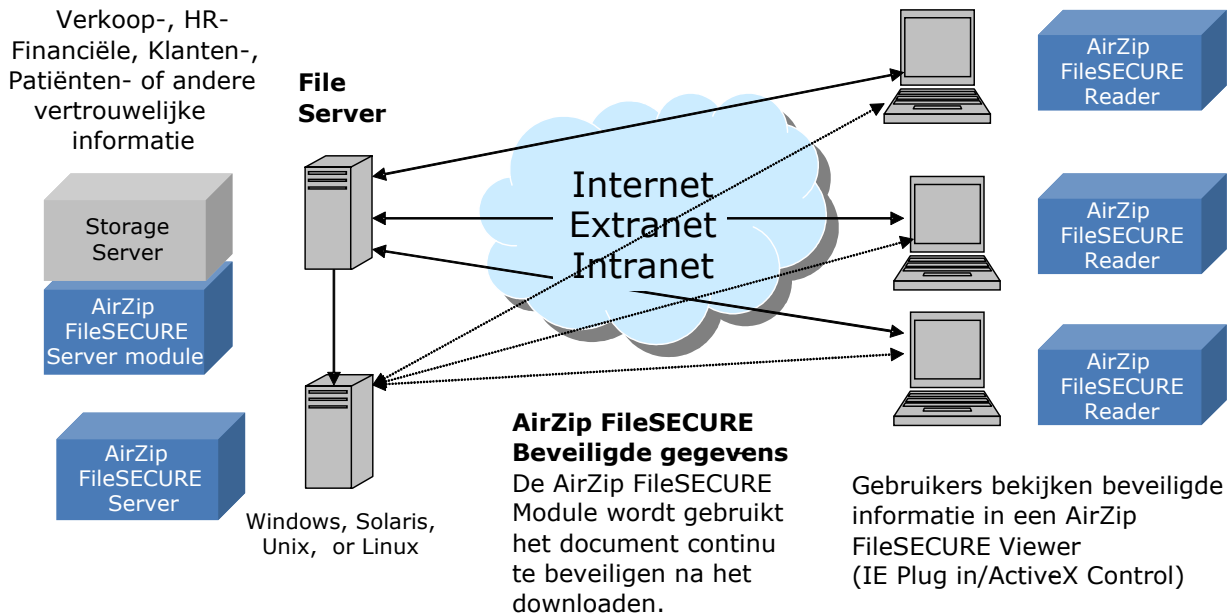 Verkoop-, HR-
Financiële, Klanten-,
Patiënten- of andere
vertrouwelijke
informatie
File
Server
Storage
Server
AirZip
FileSECURE
Server module
AirZip
FileSECURE
Server
Windows, Solaris,
Unix, or Linux
Internet
Extranet
Intranet
AirZip FileSECURE
Beveiligde gegevens
De AirZip FileSECURE
Module wordt gebruikt
het document continu
te beveiligen na het
downloaden.
AirZip
FileSECURE
Reader
AirZip
FileSECURE
Reader
AirZip
FileSECURE
Reader
Gebruikers bekijken beveiligde
informatie in een AirZip
FileSECURE Viewer
(IE Plug in/ActiveX Control)